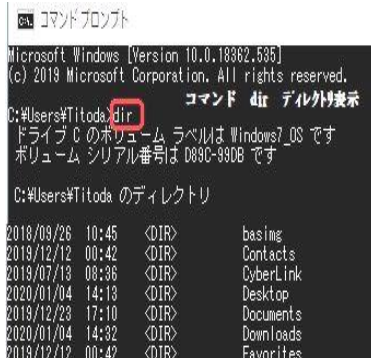 コマンド プロンプト
Microsoft Windows [Version 10.0.18362.535]
(c) 2019 Microsoft Corporation. All rights reserved.
コマンド dir ディレクトリ表示
C:¥Users¥Titoda>dir
ドライブ C のボリューム ラベルは Windows7_OS です
ボリューム シリアル番号は D89C-99DB です
C:¥Users¥Titoda のディレクトリ
2018/09/26 10:45 <DIR> basimg
2019/12/12 00:42 <DIR> Contacts
2019/07/13 08:36 <DIR> CyberLink
2020/01/04 14:13 <DIR> Desktop
2019/12/23 17:10 <DIR> Documents
2020/01/04 14:32 <DIR> Downloads
2019/12/12 00:42 <DIR> Favorites